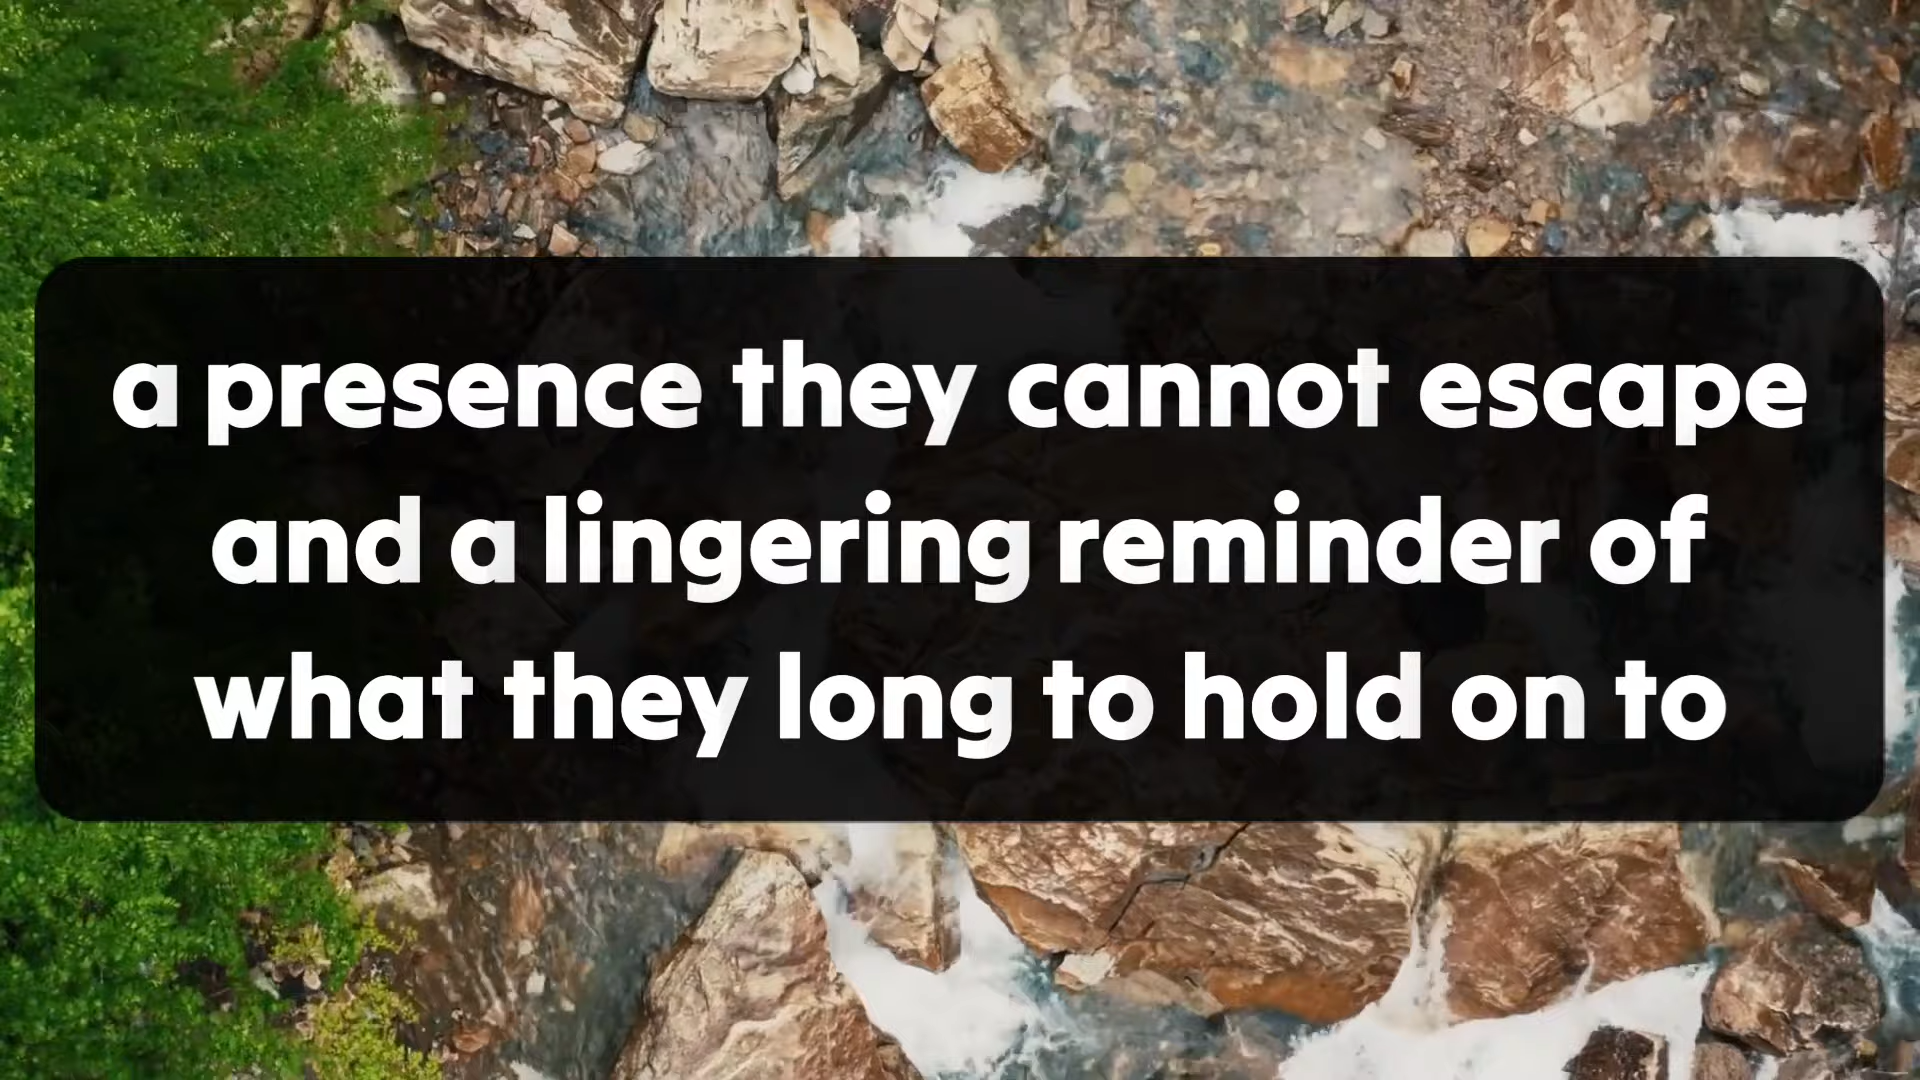 a presence they cannot escape
and a lingering reminder of
what they long to hold on to